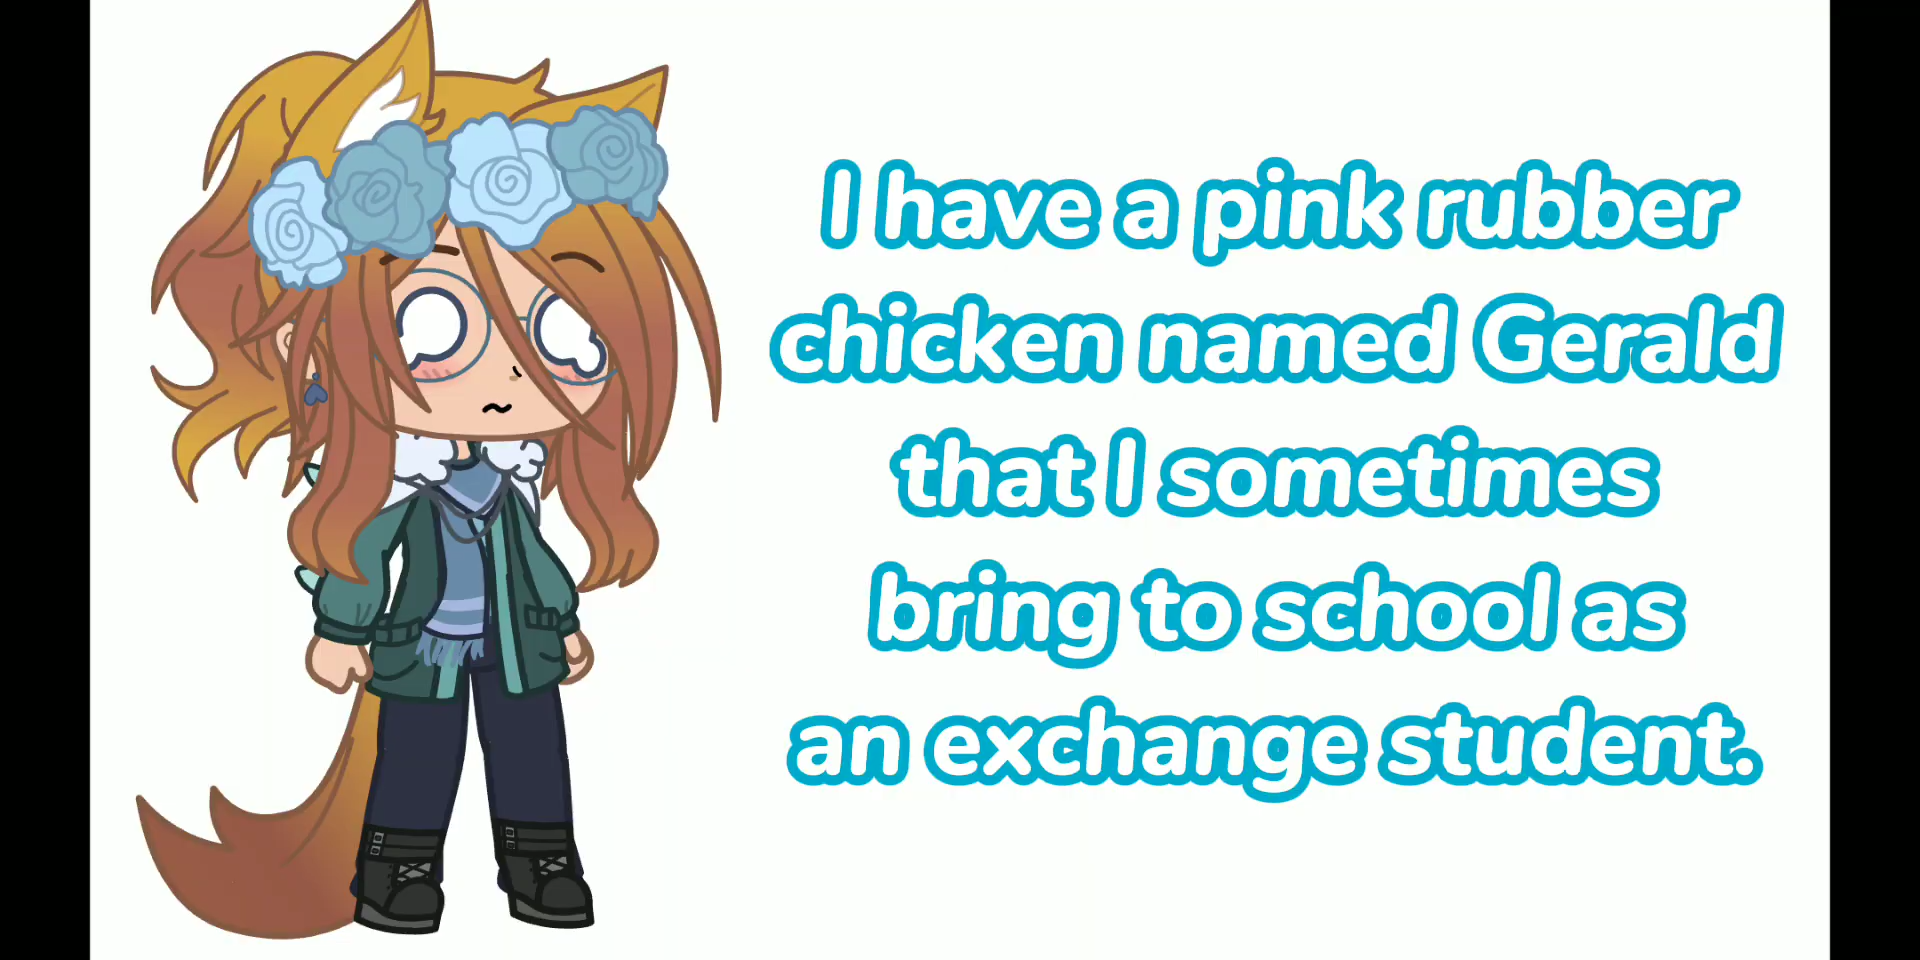 I have a pink rubber
chicken named Gerald
that I sometimes
bring to school as
an exchange student.